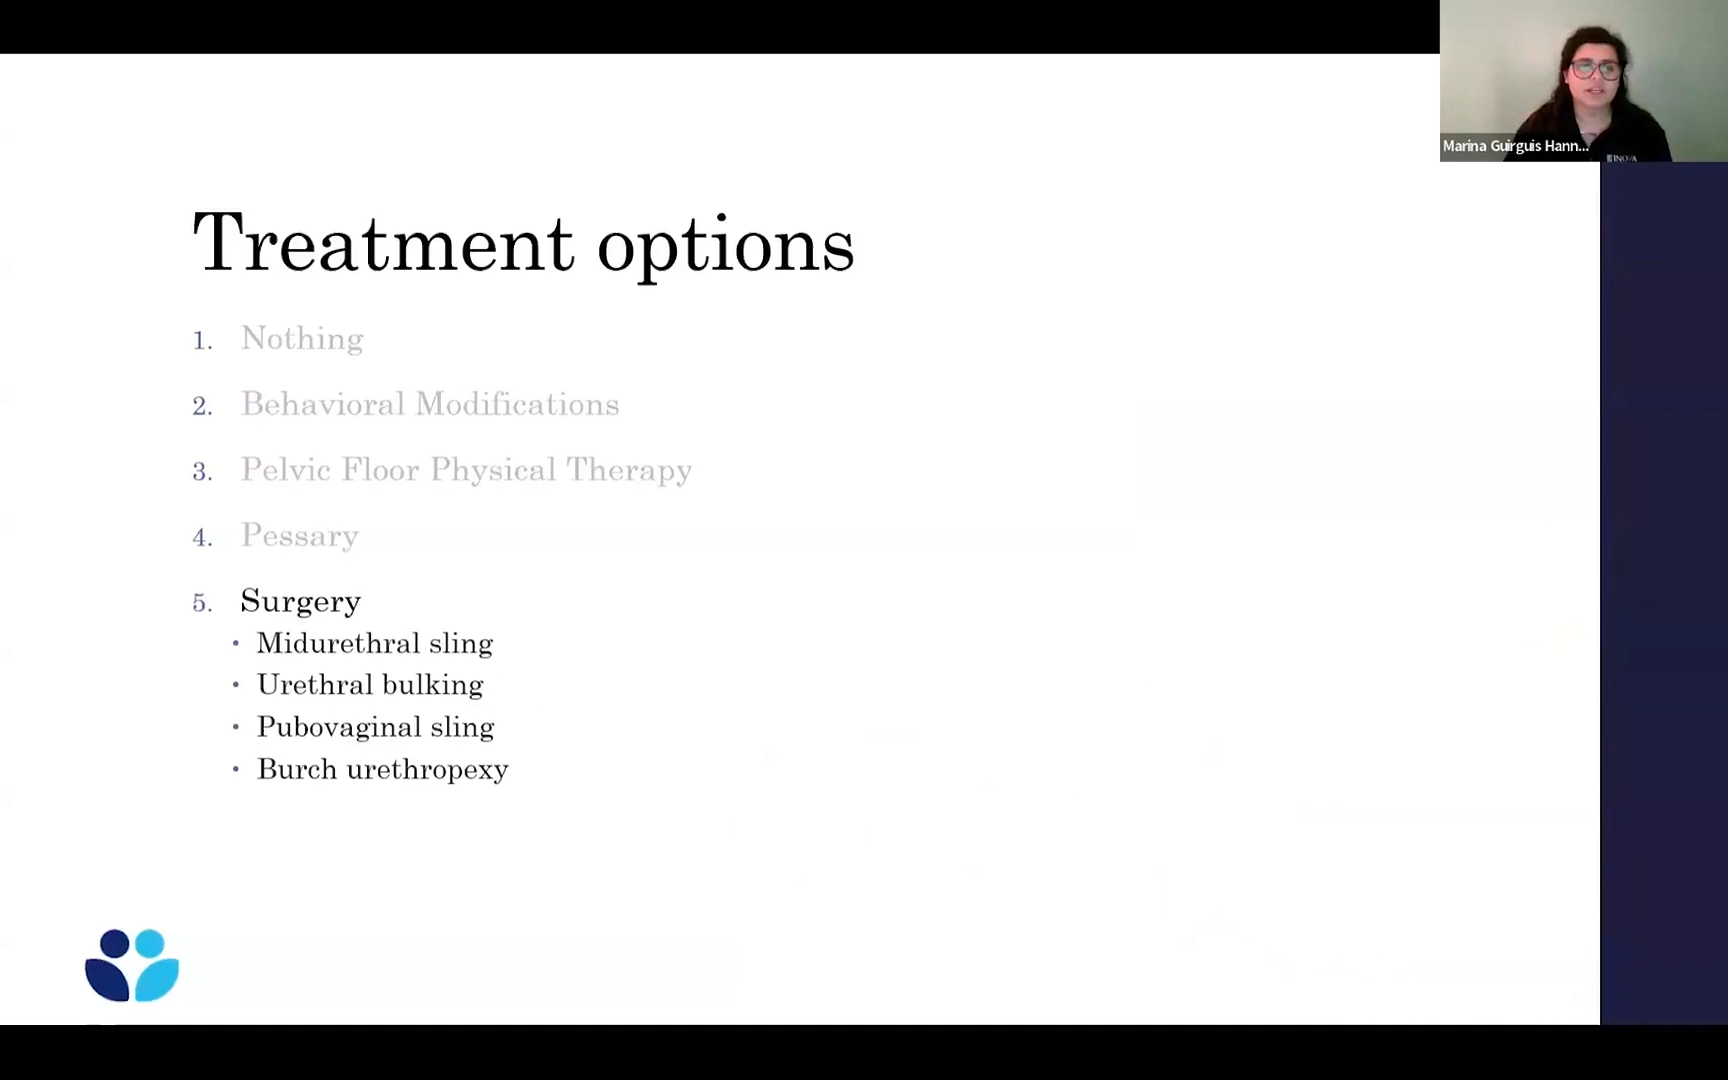 Marina Guirguis Hann...
INOVA
Treatment options
1. Nothing
2. Behavioral Modifications
3. Pelvic Floor Physical Therapy
4. Pessary
5. Surgery
• Midurethral sling
• Urethral bulking
• Pubovaginal sling
• Burch urethropexy